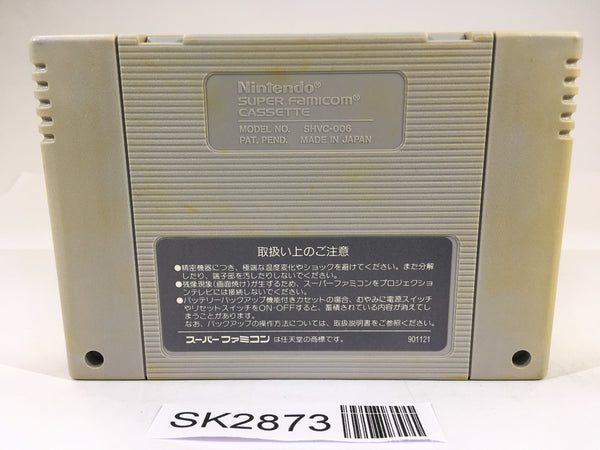 Nintendo®
SUPER FAMICOM®
CASSETTE
MODEL NO. SHVC-006
PAT. PEND. MADE IN JAPAN
取扱い上のご注意
●精密機器につき、極端な温度変化やショックを避けてください。また分解
したり、端子部を汚したりしないでください。
●残像現象(画面焼け)が生ずるため、スーパーファミコンをプロジェクショ
ンテレビには接続しないでください。
●バッテリーバックアップ機能付きカセットの場合、むやみに電源スイッチ
やリセットスイッチをON・OFFすると、蓄積されている内容が消えてし
まうことがあります。
なお、バックアップの操作方法については、取扱説明書をご参照ください。
スーパーファミコン は任天堂の商標です。 901121
SK2873